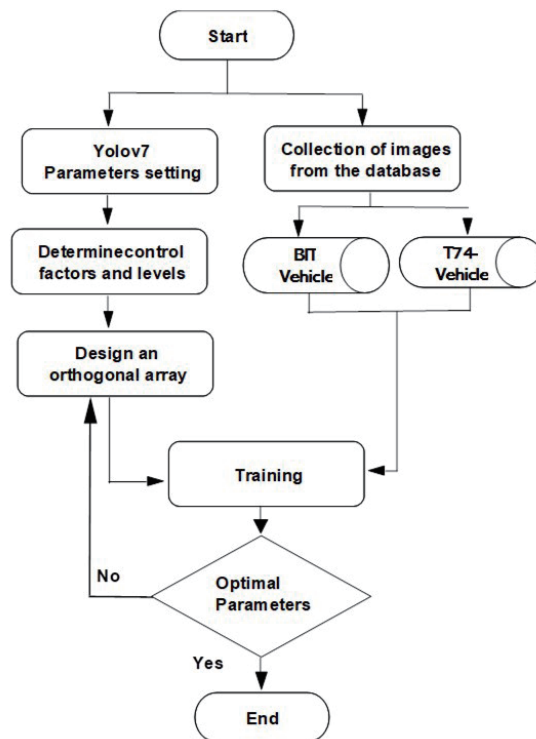 Start
Yolov7
Parameters setting
Collection of images
from the database
Determinecontrol
factors and levels
BIT
Vehicle
T74-
Vehicle
Design an
orthogonal array
Training
No
Optimal
Parameters
Yes
End